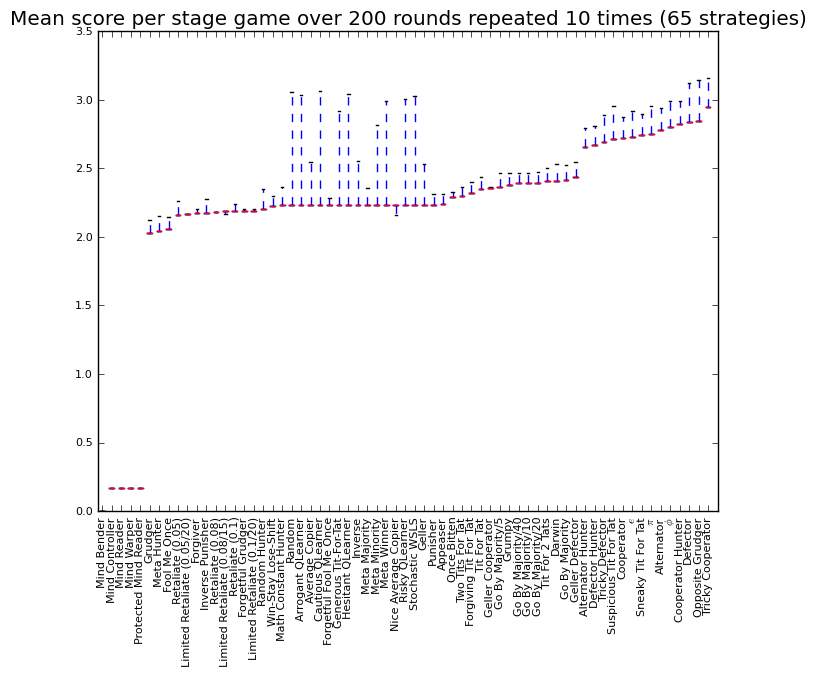 Mean score per stage game over 200 rounds repeated 10 times (65 strategies)
3.5
3.0
2.5
2.0
1.5
1.0
0.5
0.0
Mind Bender
Mind Controller
Mind Reader
Mind Warper
Protected Mind Reader
Grudger
Meta Hunter
Fool Me Once
Retaliate (0.05)
Limited Retaliate (0.05/20)
Forgiver
Inverse Punisher
Retaliate (0.08)
Limited Retaliate (0.08/15)
Retaliate (0.1)
Forgetful Grudger
Limited Retaliate (0.1/20)
Random Hunter
Win-Stay Lose-Shift
Math Constant Hunter
Random
Arrogant QLearner
Average Copier
Cautious QLearner
Forgetful Fool Me Once
Generous Tit-For-Tat
Hesitant QLearner
Inverse
Meta Majority
Meta Minority
Meta Winner
Nice Average Copier
Risky QLearner
Stochastic WSLS
Geller
Punisher
Appeaser
Once Bitten
Two Tits For Tat
Forgiving Tit For Tat
Tit For Tat
Geller Cooperator
Go By Majority/5
Grumpy
Go By Majority/40
Go By Majority/10
Go By Majority/20
Tit For 2 Tats
Darwin
Go By Majority
Geller Defector
Alternator Hunter
Defector Hunter
Tricky Defector
Suspicious Tit For Tat
Cooperator
e
Sneaky Tit For Tat
π
Alternator
ϕ
Cooperator Hunter
Defector
Opposite Grudger
Tricky Cooperator